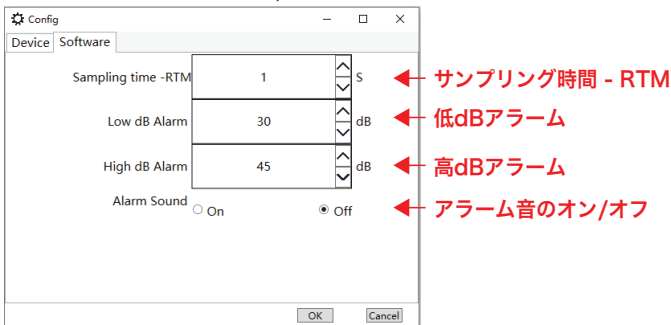 Config
Device Software
Sampling time -RTM 1 S サンプリング時間 - RTM
Low dB Alarm 30 dB 低dBアラーム
High dB Alarm 45 dB 高dBアラーム
Alarm Sound On Off アラーム音のオン/オフ
OK Cancel